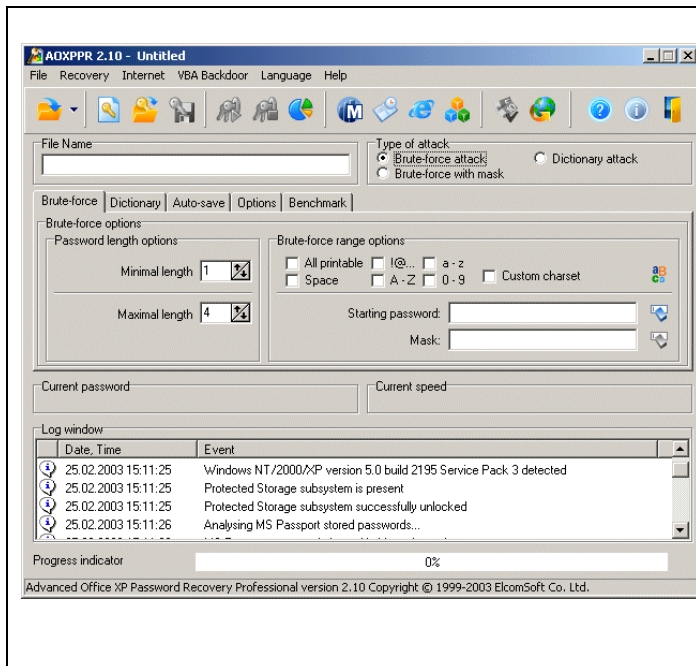 AOXPPR 2.10 - Untitled
File Recovery Internet VBA Backdoor Language Help
File Name
Type of attack
Brute-force attack Dictionary attack
Brute-force with mask
Brute-force Dictionary Auto-save Options Benchmark
Brute-force options
Password length options
Brute-force range options
Minimal length 1
All printable !@... a - z
Space A - Z 0 - 9 Custom charset
Maximal length 4
Starting password:
Mask:
Current password
Current speed
Log window
Date, Time Event
25.02.2003 15:11:25 Windows NT/2000/XP version 5.0 build 2195 Service Pack 3 detected
25.02.2003 15:11:25 Protected Storage subsystem is present
25.02.2003 15:11:25 Protected Storage subsystem successfully unlocked
25.02.2003 15:11:26 Analysing MS Passport stored passwords...
Progress indicator 0%
Advanced Office XP Password Recovery Professional version 2.10 Copyright © 1999-2003 ElcomSoft Co. Ltd.